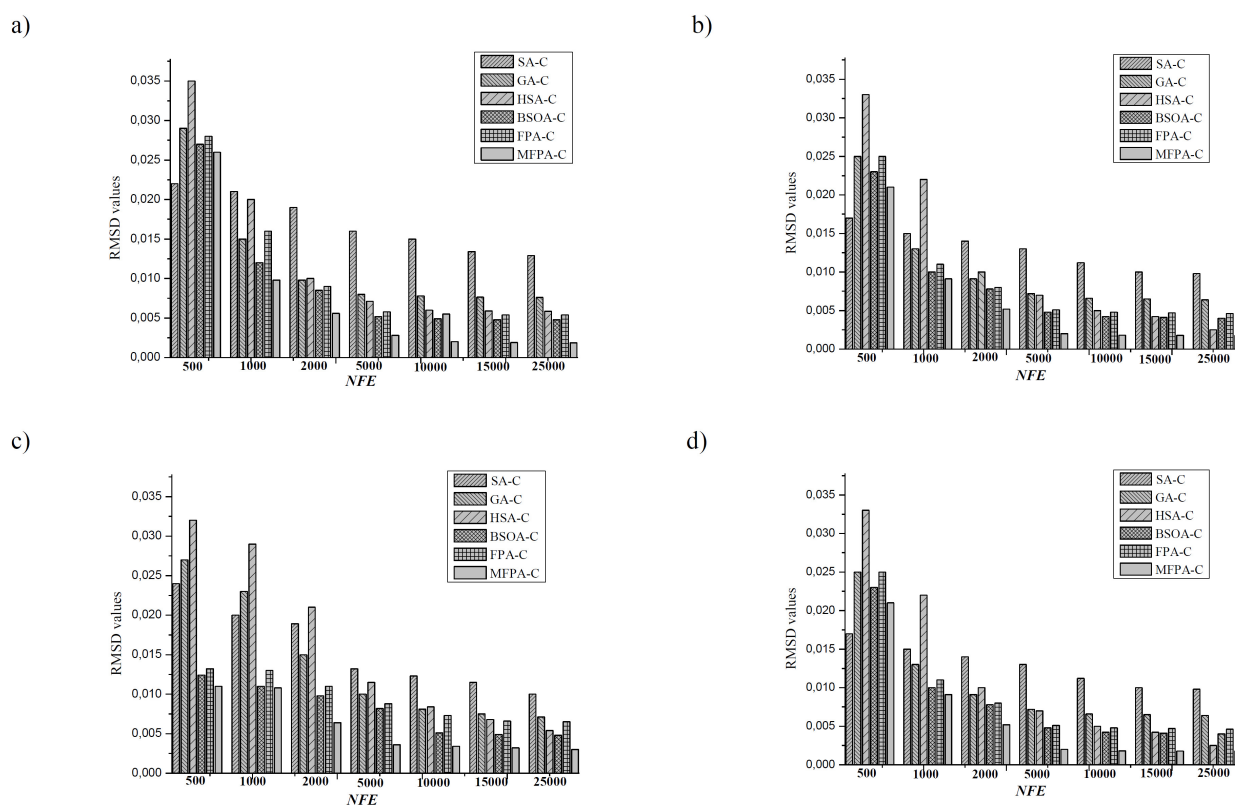 a)
SA-C
GA-C
HSA-C
BSOA-C
FPA-C
MFPA-C
RMSD values
0,035
0,030
0,025
0,020
0,015
0,010
0,005
0,000
500 1000 2000 5000 10000 15000 25000
NFE
b)
SA-C
GA-C
HSA-C
BSOA-C
FPA-C
MFPA-C
RMSD values
0,035
0,030
0,025
0,020
0,015
0,010
0,005
0,000
500 1000 2000 5000 10000 15000 25000
NFE
c)
SA-C
GA-C
HSA-C
BSOA-C
FPA-C
MFPA-C
RMSD values
0,035
0,030
0,025
0,020
0,015
0,010
0,005
0,000
500 1000 2000 5000 10000 15000 25000
NFE
d)
SA-C
GA-C
HSA-C
BSOA-C
FPA-C
MFPA-C
RMSD values
0,035
0,030
0,025
0,020
0,015
0,010
0,005
0,000
500 1000 2000 5000 10000 15000 25000
NFE